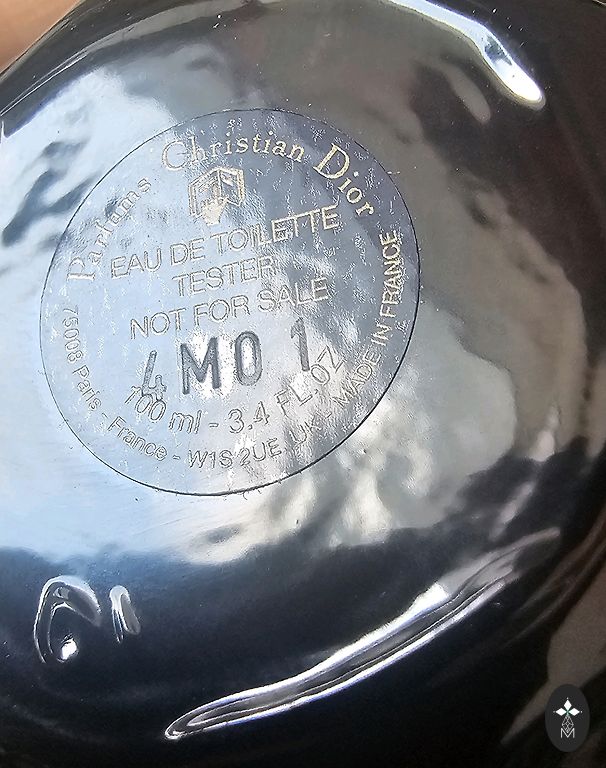 Parfums Christian Dior
EAU DE TOILETTE
TESTER
NOT FOR SALE
4M01
100 ml - 3.4 FL.OZ
75008 Paris - France - W1S 2UE UK - MADE IN FRANCE
M